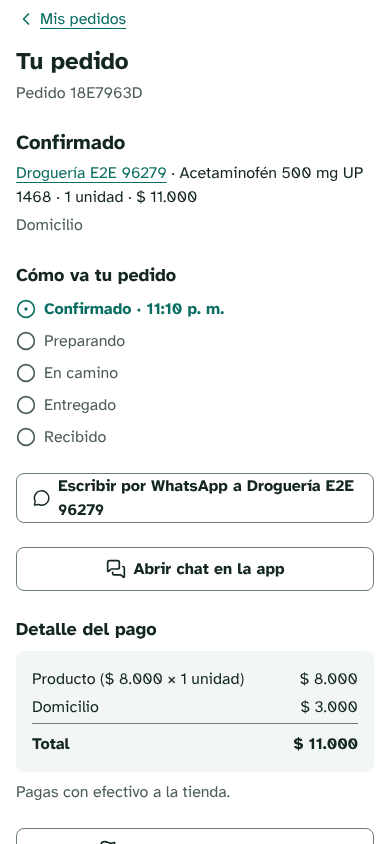 Mis pedidos
Tu pedido
Pedido 18E7963D
Confirmado
Droguería E2E 96279 · Acetaminofén 500 mg UP
1468 · 1 unidad · $ 11.000
Domicilio
Cómo va tu pedido
Confirmado · 11:10 p. m.
Preparando
En camino
Entregado
Recibido
Escribir por WhatsApp a Droguería E2E
96279
Abrir chat en la app
Detalle del pago
Producto ($ 8.000 × 1 unidad) $ 8.000
Domicilio $ 3.000
Total $ 11.000
Pagas con efectivo a la tienda.